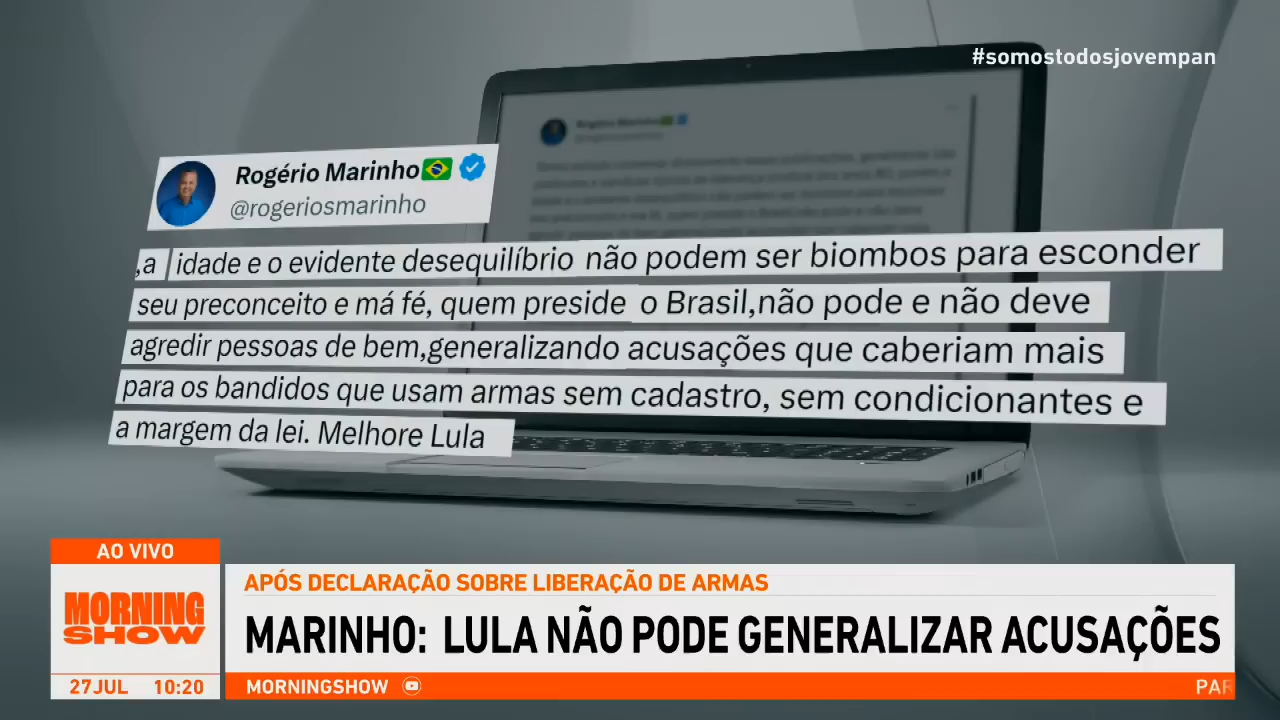 #somostodosjovempan
Rogério Marinho
@rogeriosmarinho
,a idade e o evidente desequilíbrio não podem ser biombos para esconder
seu preconceito e má fé, quem preside o Brasil,não pode e não deve
agredir pessoas de bem,generalizando acusações que caberiam mais
para os bandidos que usam armas sem cadastro, sem condicionantes e
a margem da lei. Melhore Lula
AO VIVO
MORNING
SHOW
27JUL 10:20
APÓS DECLARAÇÃO SOBRE LIBERAÇÃO DE ARMAS
MARINHO: LULA NÃO PODE GENERALIZAR ACUSAÇÕES
MORNINGSHOW